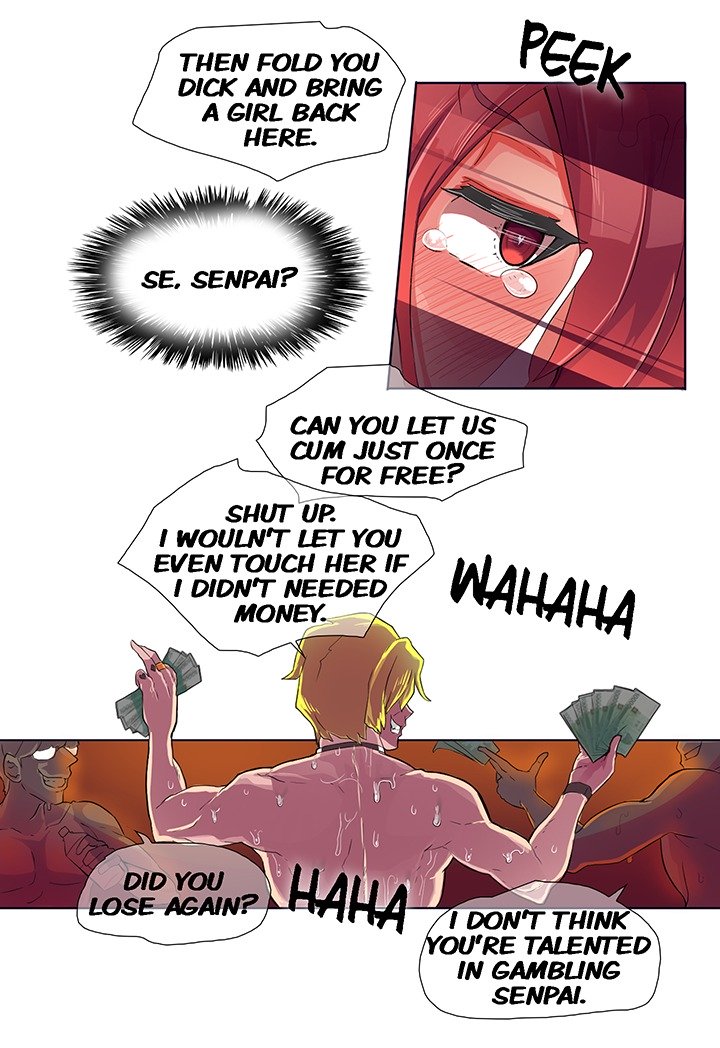 THEN FOLD YOU
DICK AND BRING
A GIRL BACK
HERE.
PEEK
SE, SENPAI?
CAN YOU LET US
CUM JUST ONCE
FOR FREE?
SHUT UP.
I WOULN'T LET YOU
EVEN TOUCH HER IF
I DIDN'T NEEDED
MONEY.
WAHAHA
DID YOU
LOSE AGAIN?
HAHA
I DON'T THINK
YOU'RE TALENTED
IN GAMBLING
SENPAI.